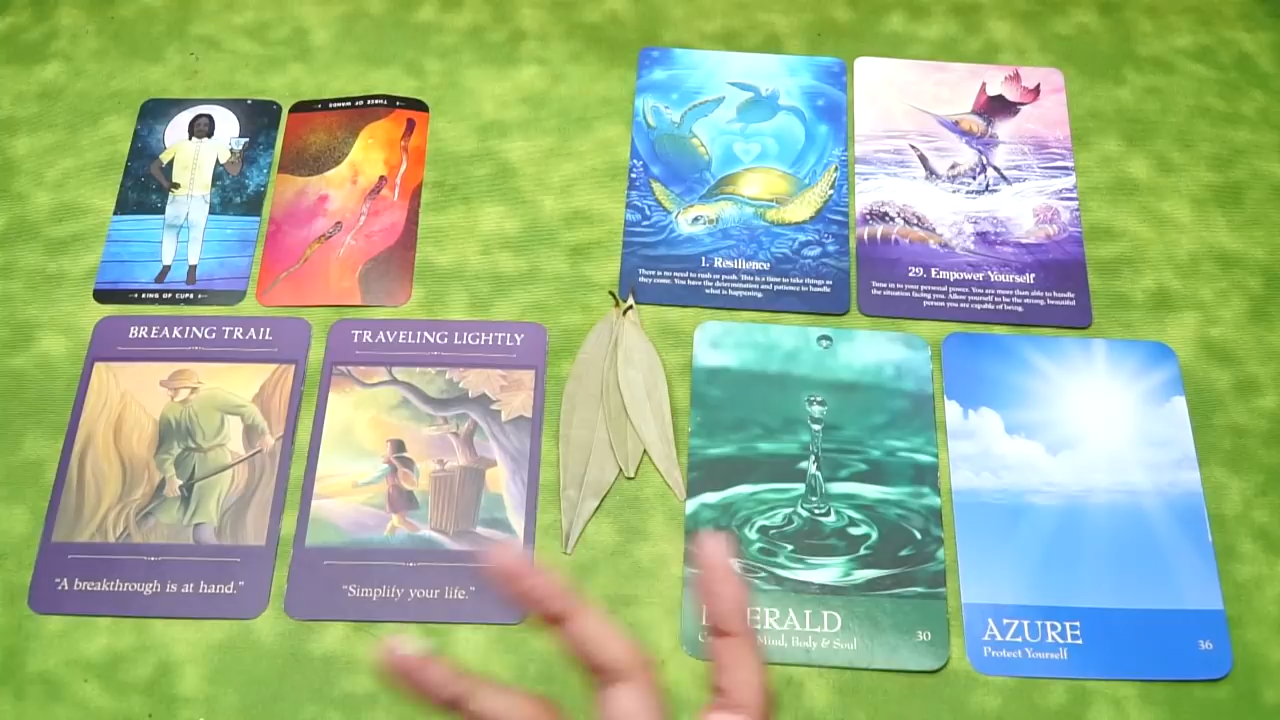 KING OF CUPS
THREE OF WANDS
1. Resilience
There is no need to rush or push. This is a time to take things as
they come. You have the determination and patience to handle
what is happening.
29. Empower Yourself
Tune in to your personal power. You are more than able to handle
the situation facing you. Allow yourself to be the strong, beautiful
person you are capable of being.
BREAKING TRAIL
"A breakthrough is at hand."
TRAVELING LIGHTLY
"Simplify your life."
ERALD
Mind, Body & Soul
30
AZURE
Protect Yourself
36